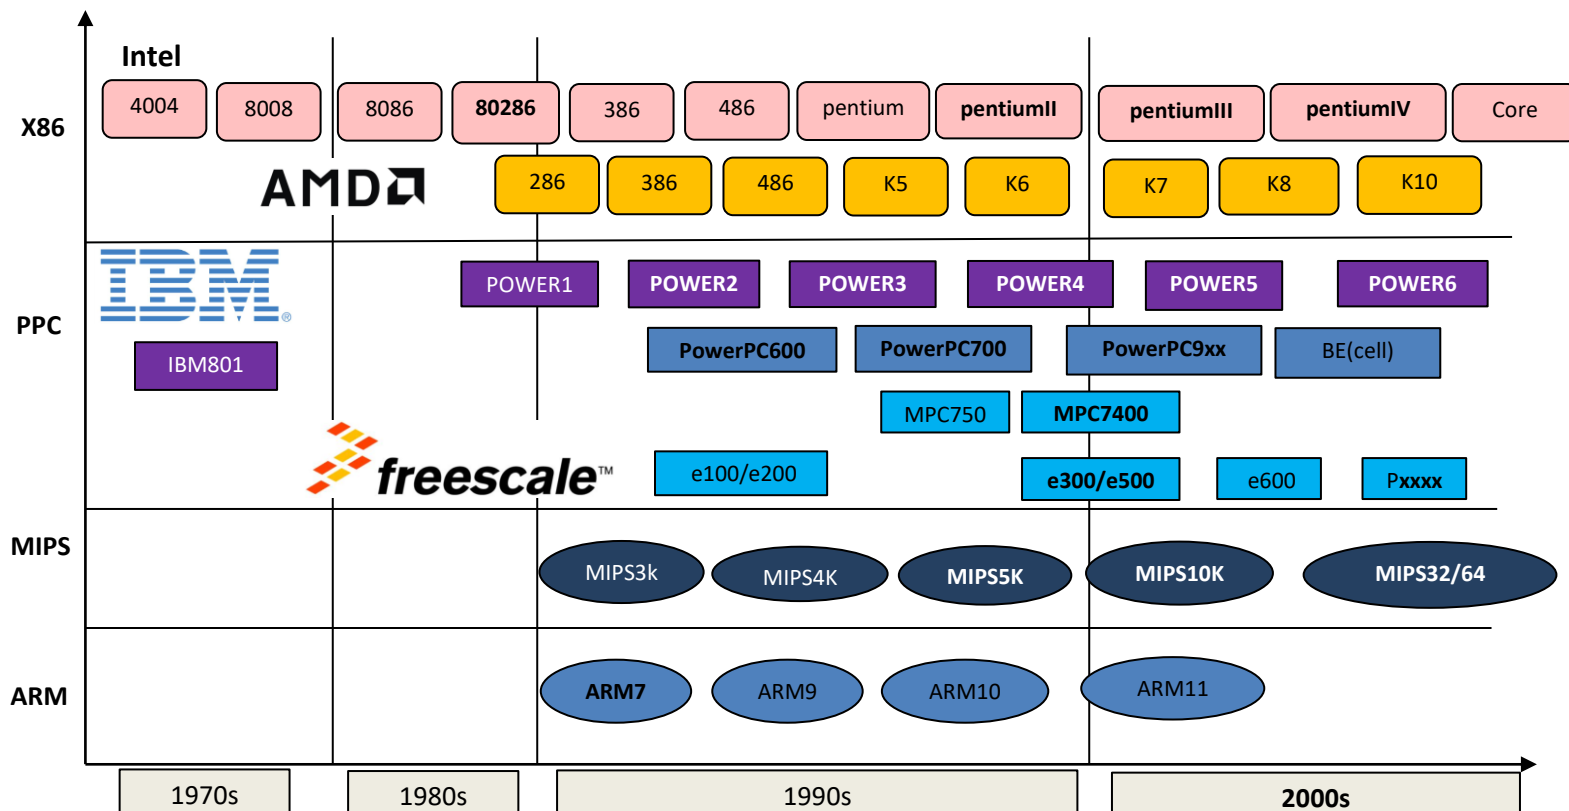 Intel
4004 8008 8086 80286 386 486 pentium pentiumII pentiumIII pentiumIV Core
X86
AMD 286 386 486 K5 K6 K7 K8 K10
IBM®
POWER1 POWER2 POWER3 POWER4 POWER5 POWER6
PPC
IBM801 PowerPC600 PowerPC700 PowerPC9xx BE(cell)
MPC750 MPC7400
freescale™ e100/e200 e300/e500 e600 Pxxxx
MIPS
MIPS3k MIPS4K MIPS5K MIPS10K MIPS32/64
ARM
ARM7 ARM9 ARM10 ARM11
1970s 1980s 1990s 2000s